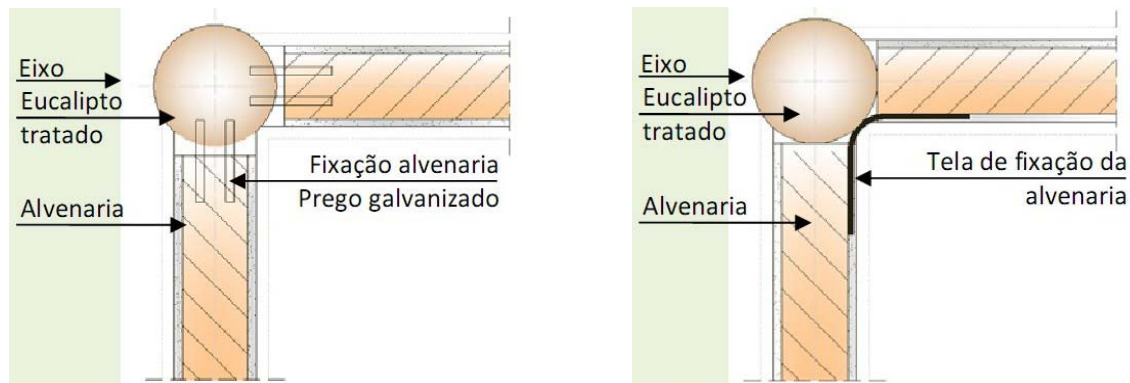 Eixo
Eucalipto
tratado
Fixação alvenaria
Prego galvanizado
Alvenaria
Eixo
Eucalipto
tratado
Tela de fixação da
alvenaria
Alvenaria